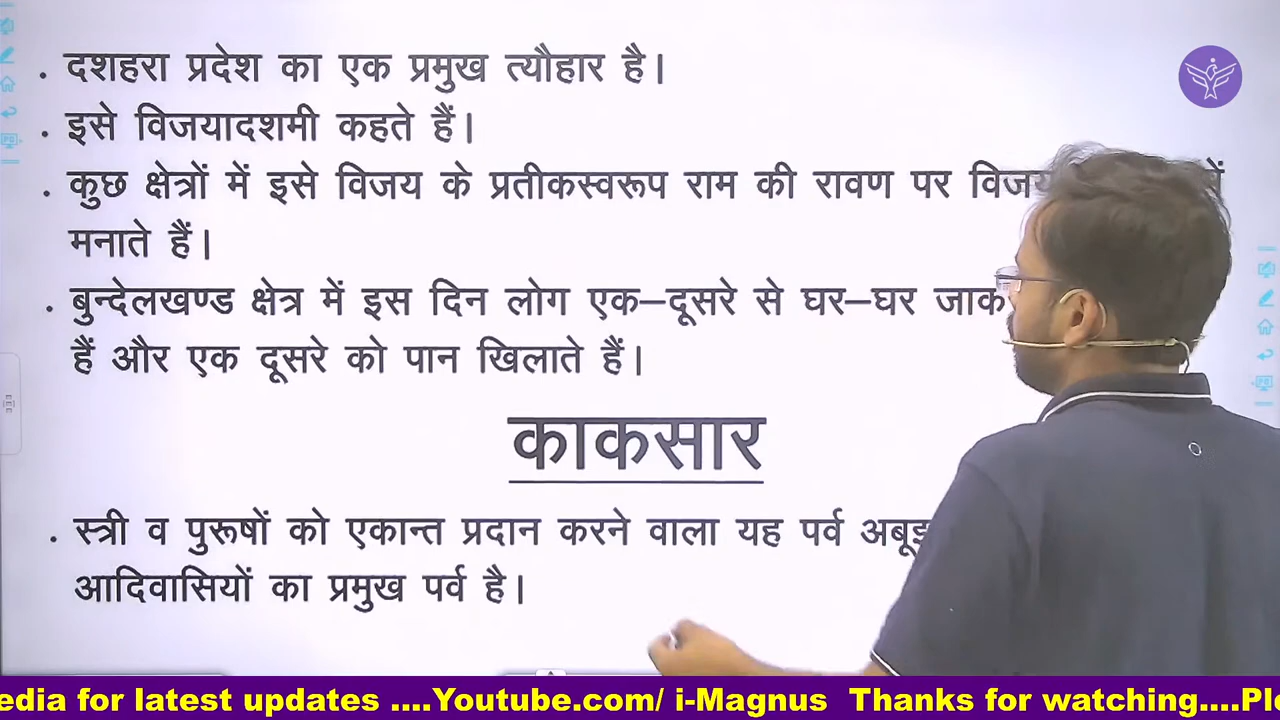 . दशहरा प्रदेश का एक प्रमुख त्यौहार है।
. इसे विजयादशमी कहते हैं।
. कुछ क्षेत्रों में इसे विजय के प्रतीकस्वरूप राम की रावण पर
मनाते हैं।
. बुन्देलखण्ड क्षेत्र में इस दिन लोग एक–दूसरे से घर–घर
हैं और एक दूसरे को पान खिलाते हैं।
काकसार
. स्त्री व पुरूषों को एकान्त प्रदान करने वाला यह पर्व
आदिवासियों का प्रमुख पर्व है।
edia for latest updates ....Youtube.com/ i-Magnus Thanks for watching....Ple